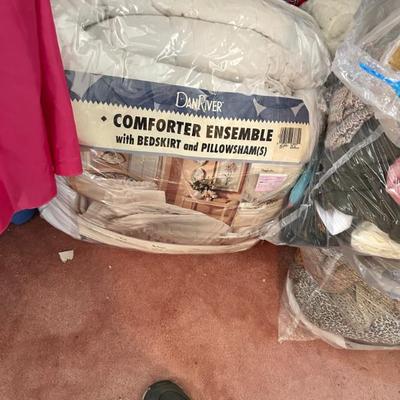 DANRIVER
• COMFORTER ENSEMBLE
with BEDSKIRT and PILLOWSHAM(S)